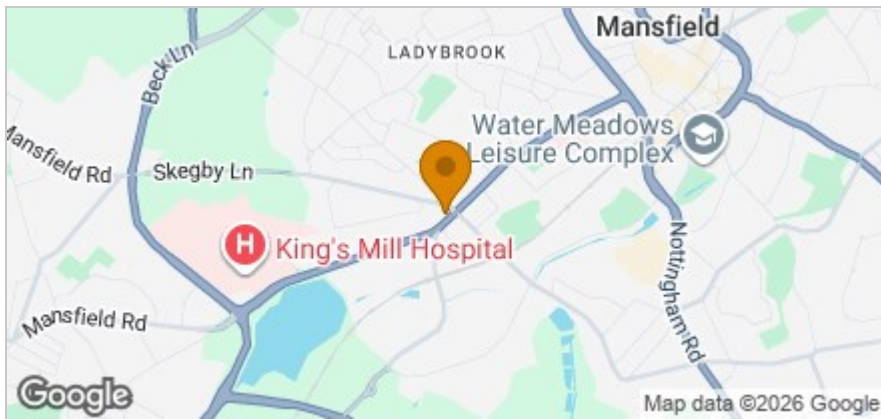 Mansfield
LADYBROOK
Beck Ln
Water Meadows
Leisure Complex
Mansfield Rd
Skegby Ln
H
King's Mill Hospital
Nottingham Rd
Mansfield Rd
Google
Map data ©2026 Google